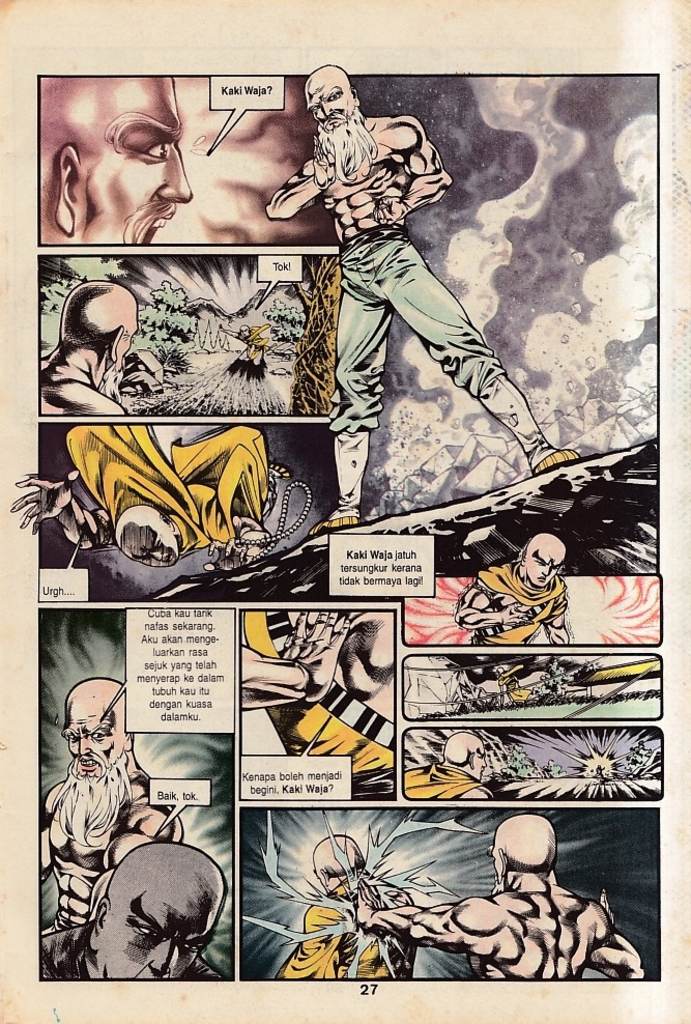 Kaki Waja?
Tok!
Urgh....
Kaki Waja jatuh
tersungkur kerana
tidak bermaya lagi!
Cuba kau tarik
nafas sekarang.
Aku akan menge-
luarkan rasa
sejuk yang telah
menyerap ke dalam
tubuh kau itu
dengan kuasa
dalamku.
Baik, tok.
Kenapa boleh menjadi
begini, Kaki Waja?
27